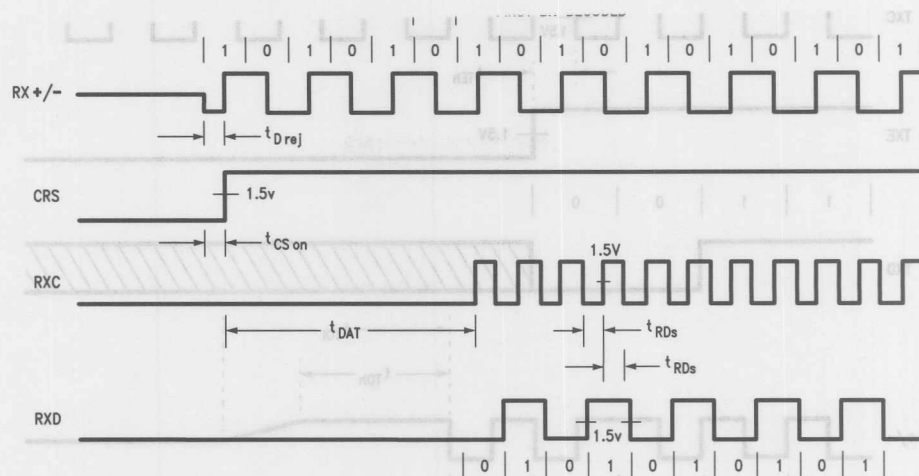 1 0 1 0 1 0 1 0 1 0 1 0 1 0 1 0 1
RX +/-
t D rej
CRS
1.5v
t CS on
RXC
1.5V
t DAT
t RDs
t RDs
RXD
1.5v
0 1 0 1 0 1 0 1 0 1